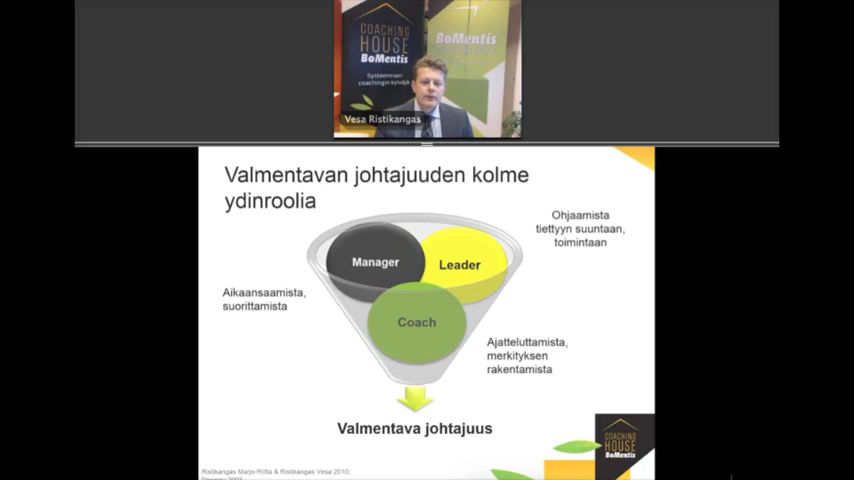 COACHING
HOUSE
BoMentis
Systeemisen
coachingin kylväjä
BoMentis
Vesa Ristikangas
Valmentavan johtajuuden kolme
ydinroolia
Ohjaamista
tiettyyn suuntaan,
toimintaan
Manager
Leader
Aikaansaamista,
suorittamista
Coach
Ajatteluttamista,
merkityksen
rakentamista
Valmentava johtajuus
COACHING
HOUSE
BoMentis
Ristikangas Marjo-Riitta & Ristikangas Vesa 2010;